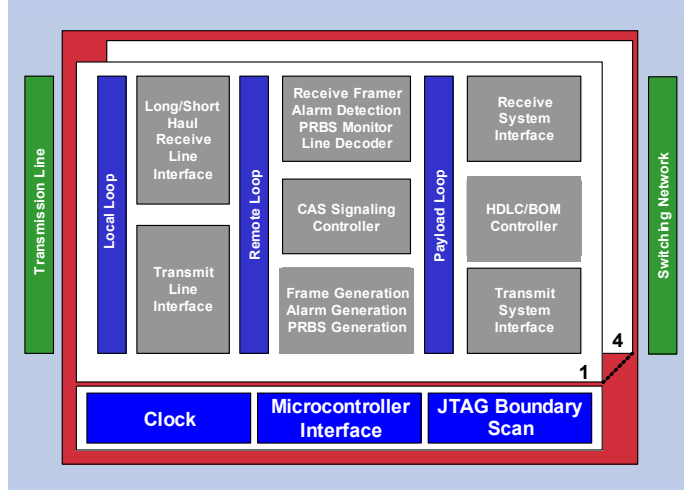 Transmission Line
Local Loop
Long/Short
Haul
Receive
Line
Interface
Transmit
Line
Interface
Remote Loop
Receive Framer
Alarm Detection
PRBS Monitor
Line Decoder
CAS Signaling
Controller
Frame Generation
Alarm Generation
PRBS Generation
Payload Loop
Receive
System
Interface
HDLC/BOM
Controller
Transmit
System
Interface
Switching Network
4
1
Clock
Microcontroller
Interface
JTAG Boundary
Scan